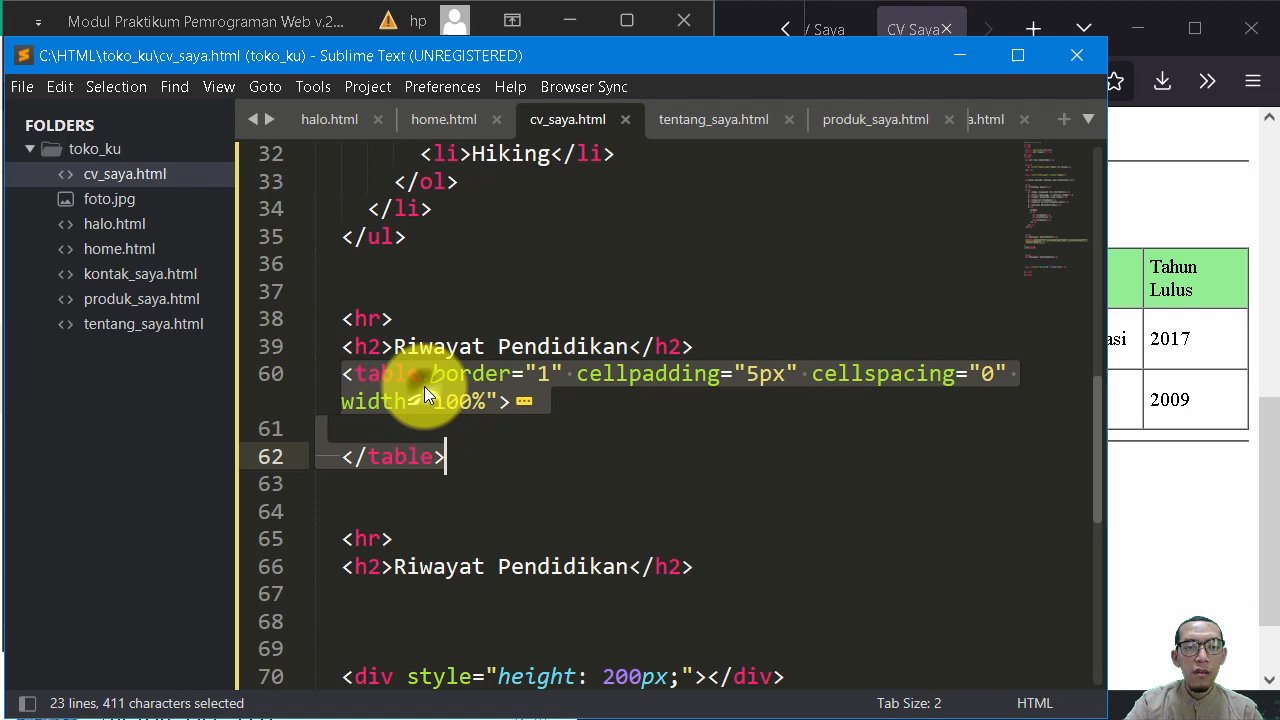 Modul Praktikum Pemrograman Web v.2...
hp
/ Saya
CV Saya
C:\HTML\toko_ku\cv_saya.html (toko_ku) - Sublime Text (UNREGISTERED)
File Edit Selection Find View Goto Tools Project Preferences Help Browser Sync
FOLDERS
toko_ku
cv_saya.html
foto.jpg
halo.html
home.html
kontak_saya.html
produk_saya.html
tentang_saya.html
halo.html home.html cv_saya.html tentang_saya.html produk_saya.html a.html
32 <li>Hiking</li>
33 </ol>
34 </li>
35 </ul>
36
37
38 <hr>
39 <h2>Riwayat Pendidikan</h2>
60 <table border="1" cellpadding="5px" cellspacing="0"
width="100%">
61
62 </table>
63
64
65 <hr>
66 <h2>Riwayat Pendidikan</h2>
67
68
69
70 <div style="height: 200px;"></div>
Tahun
Lulus
asi 2017
2009
23 lines, 411 characters selected
Tab Size: 2
HTML